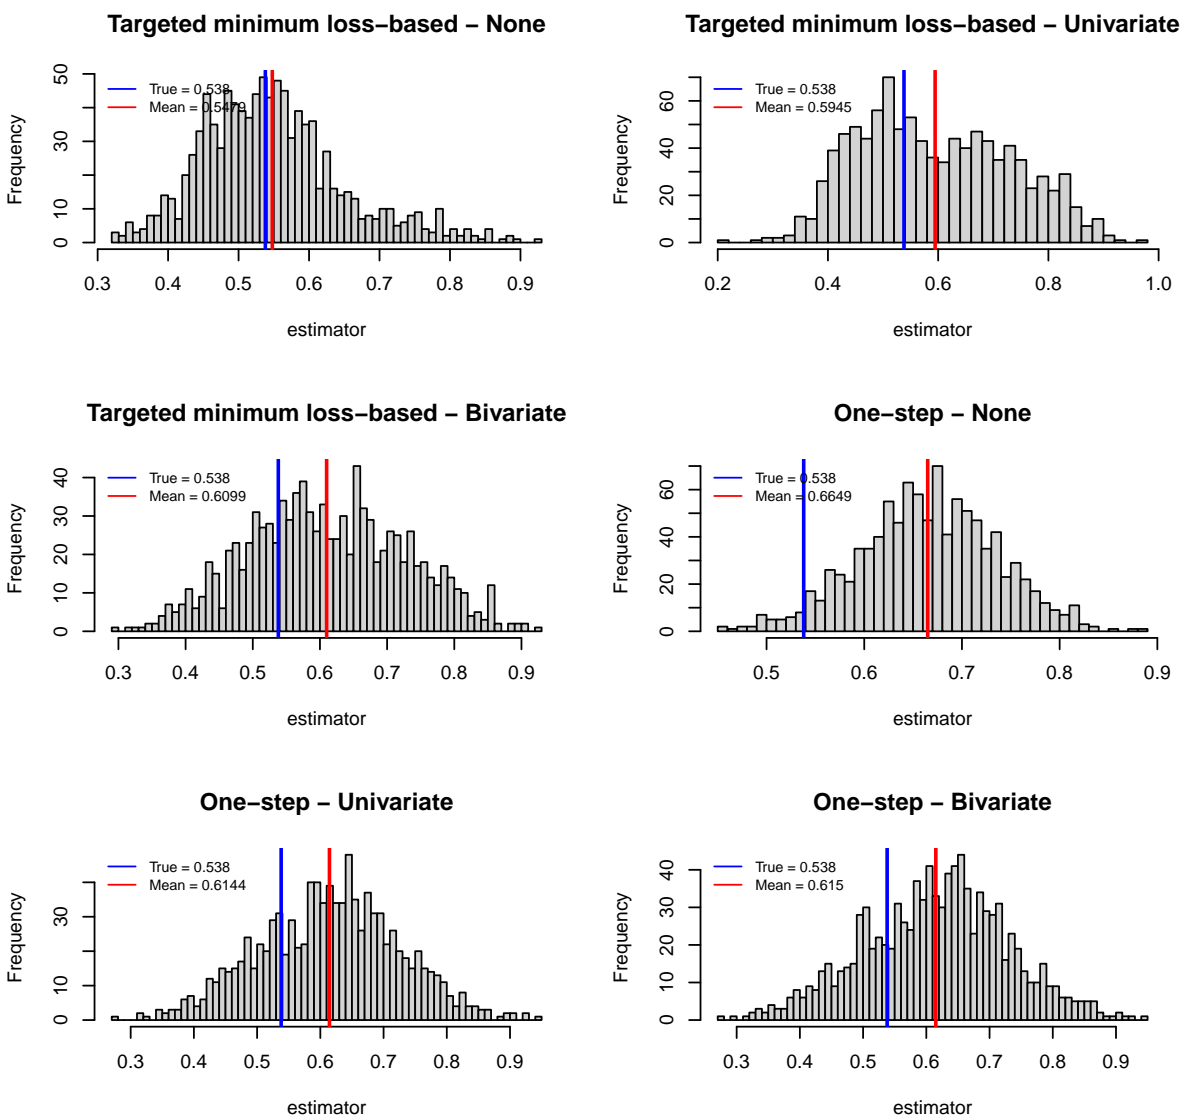 Targeted minimum loss−based − None
True = 0.538
Mean = 0.5479
Frequency
0 10 30 50
0.3 0.4 0.5 0.6 0.7 0.8 0.9
estimator
Targeted minimum loss−based − Univariate
True = 0.538
Mean = 0.5945
Frequency
0 20 40 60
0.2 0.4 0.6 0.8 1.0
estimator
Targeted minimum loss−based − Bivariate
True = 0.538
Mean = 0.6099
Frequency
0 10 20 30 40
0.3 0.4 0.5 0.6 0.7 0.8 0.9
estimator
One−step − None
True = 0.538
Mean = 0.6649
Frequency
0 20 40 60
0.5 0.6 0.7 0.8 0.9
estimator
One−step − Univariate
True = 0.538
Mean = 0.6144
Frequency
0 10 30
0.3 0.4 0.5 0.6 0.7 0.8 0.9
estimator
One−step − Bivariate
True = 0.538
Mean = 0.615
Frequency
0 10 20 30 40
0.3 0.4 0.5 0.6 0.7 0.8 0.9
estimator